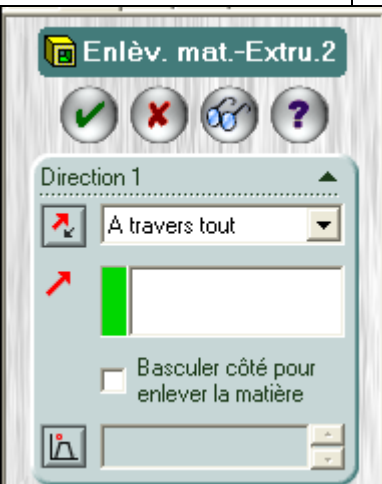 Enlèv. mat.-Extru.2
?
Direction 1
A travers tout
Basculer côté pour
enlever la matière